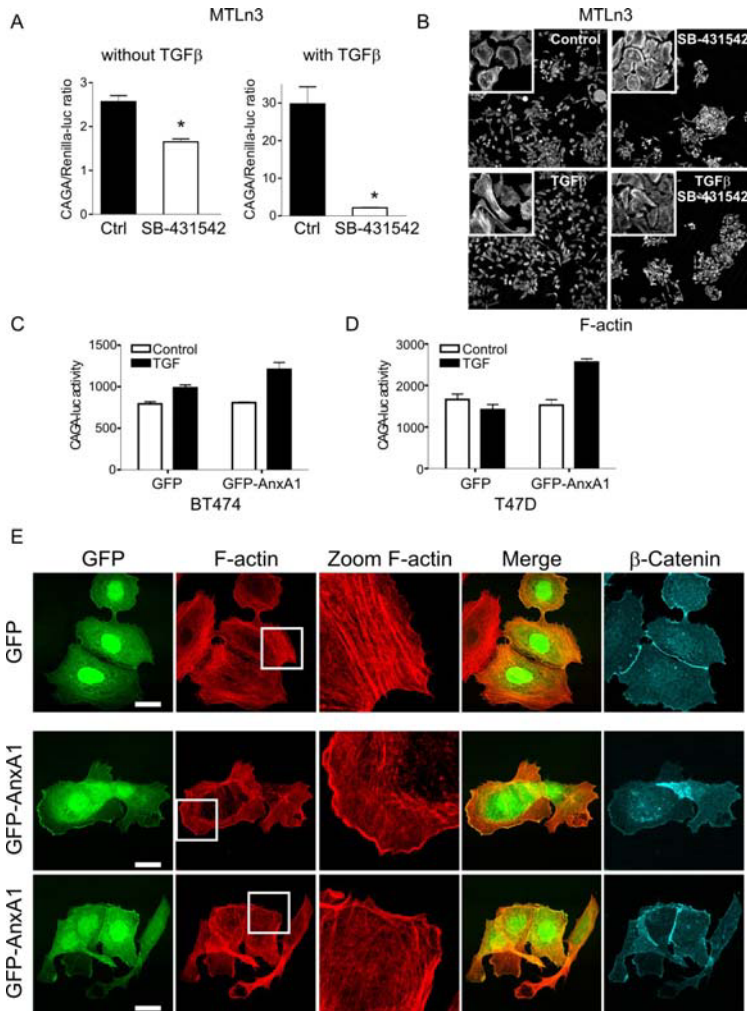 A
MTLn3
without TGFβ
with TGFβ
CAGA/Renilla-luc ratio
3
2
1
0
*
Ctrl
SB-431542
CAGA/Renilla-luc ratio
30
20
10
0
*
Ctrl
SB-431542
B
MTLn3
Control
SB-431542
TGFβ
TGFβ
SB-431542
F-actin
C
Control
TGF
CAGA-luc activity
1500
1000
500
0
GFP
GFP-AnxA1
BT474
D
Control
TGF
CAGA-luc activity
3000
2000
1000
0
GFP
GFP-AnxA1
T47D
E
GFP
F-actin
Zoom F-actin
Merge
β-Catenin
GFP
GFP-AnxA1
GFP-AnxA1